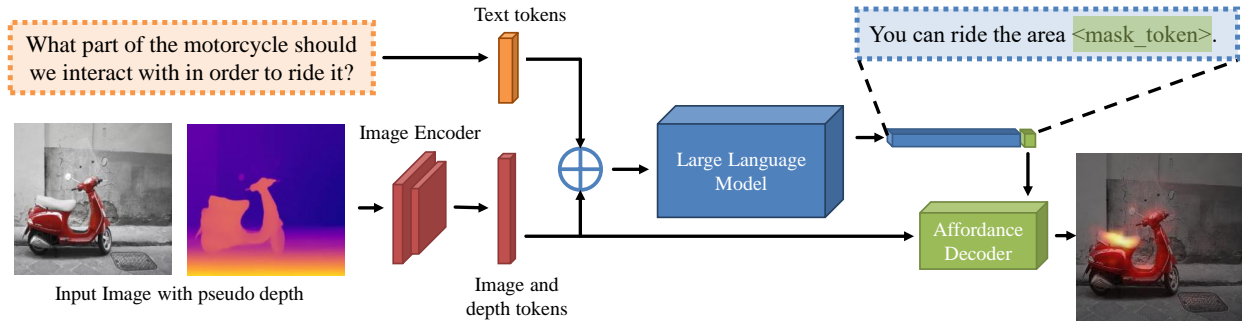 What part of the motorcycle should
we interact with in order to ride it?
Text tokens
You can ride the area <mask_token>.
Image Encoder
Large Language
Model
Affordance
Decoder
Input Image with pseudo depth
Image and
depth tokens